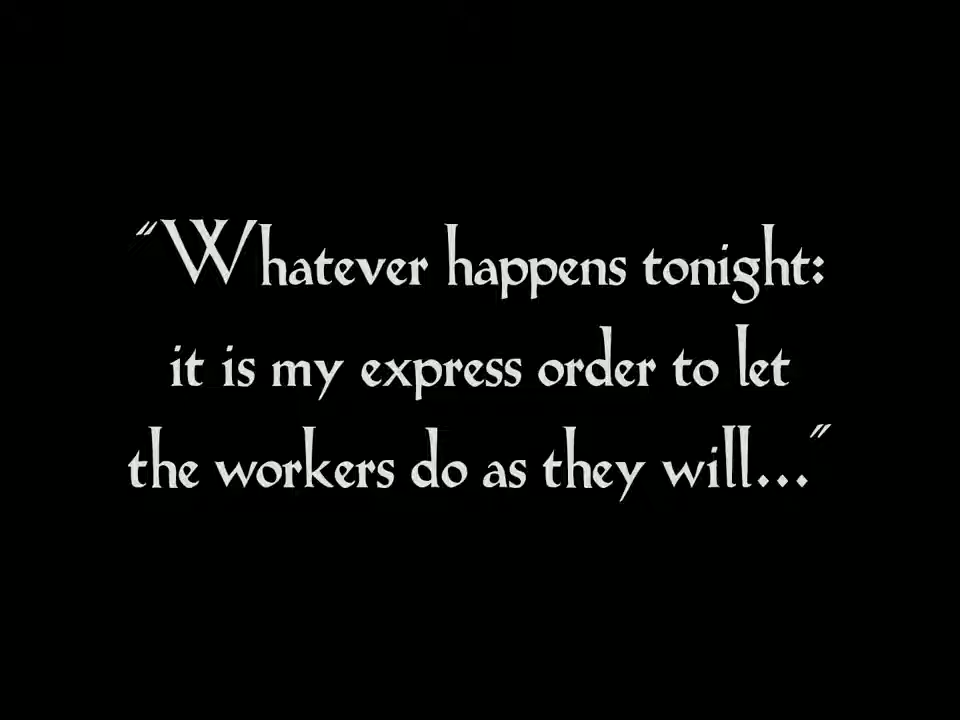 “Whatever happens tonight:
it is my express order to let
the workers do as they will...”